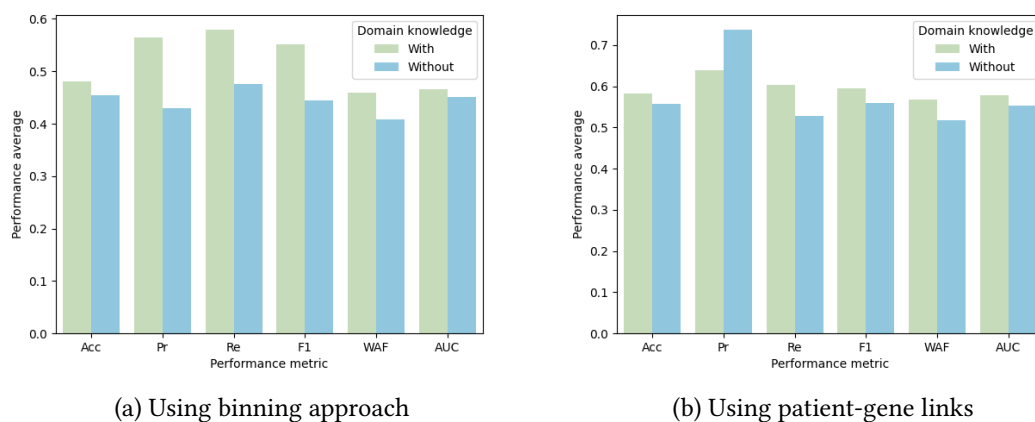 0.6
0.5
0.4
0.3
0.2
0.1
0.0
Performance average
Domain knowledge
With
Without
Acc Pr Re F1 WAF AUC
Performance metric
(a) Using binning approach
0.7
0.6
0.5
0.4
0.3
0.2
0.1
0.0
Performance average
Domain knowledge
With
Without
Acc Pr Re F1 WAF AUC
Performance metric
(b) Using patient-gene links